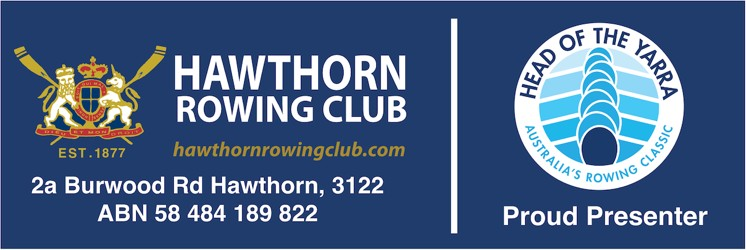 HAWTHORN
ROWING CLUB
EST.1877
hawthornrowingclub.com
2a Burwood Rd Hawthorn, 3122
ABN 58 484 189 822
HEAD OF THE YARRA
AUSTRALIA'S ROWING CLASSIC
Proud Presenter